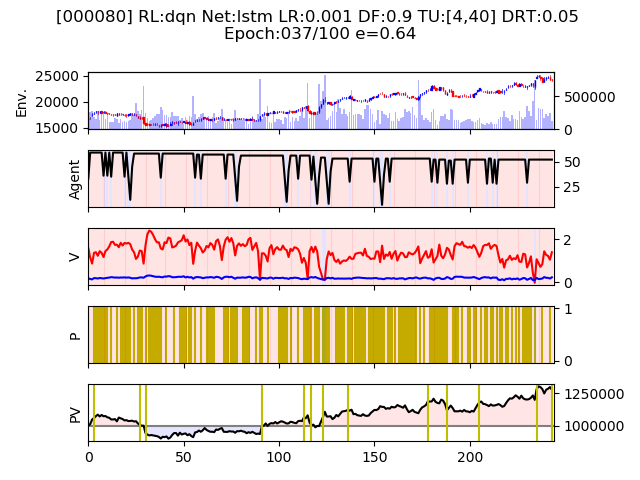 [000080] RL:dqn Net:lstm LR:0.001 DF:0.9 TU:[4,40] DRT:0.05
Epoch:037/100 e=0.64
Env.
25000
20000
15000
500000
0
Agent
50
25
V
2
0
P
1
0
PV
1250000
1000000
0
50
100
150
200